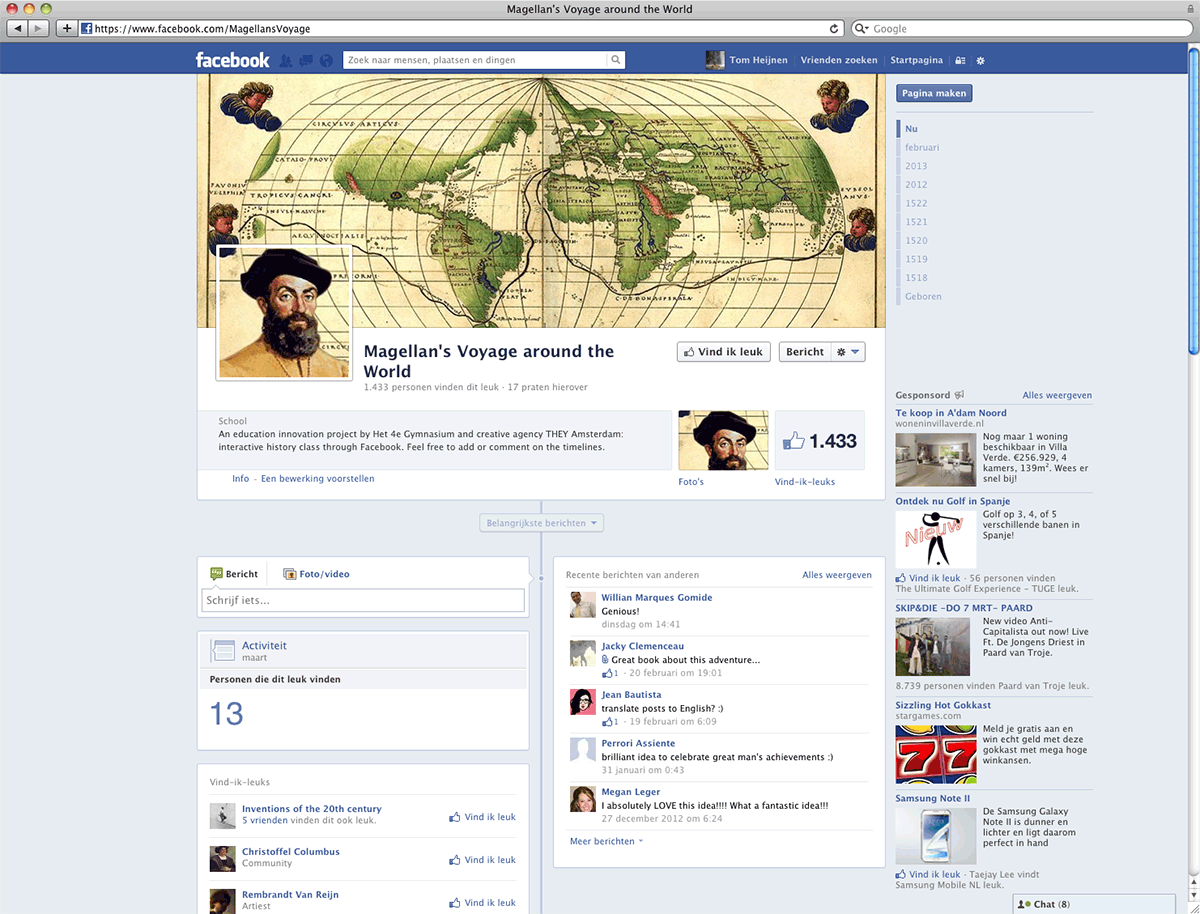 Magellan's Voyage around the World
https://www.facebook.com/MagellansVoyage
Google
facebook
Zoek naar mensen, plaatsen en dingen
Tom Heijnen
Vrienden zoeken
Startpagina
CIRCVLVS ARTICVS
CATAIO PROVI
TROPICVS CANCRI
Magellan's Voyage around the
World
1.433 personen vinden dit leuk · 17 praten hierover
Vind ik leuk
Bericht
School
An education innovation project by Het 4e Gymnasium and creative agency THEY Amsterdam:
interactive history class through Facebook. Feel free to add or comment on the timelines.
Info - Een bewerking voorstellen
Foto's
1.433
Vind-ik-leuks
Belangrijkste berichten
Bericht
Foto/video
Schrijf iets...
Activiteit
maart
Personen die dit leuk vinden
13
Vind-ik-leuks
Inventions of the 20th century
5 vrienden vinden dit ook leuk.
Vind ik leuk
Christoffel Columbus
Community
Vind ik leuk
Rembrandt Van Reijn
Artiest
Vind ik leuk
Recente berichten van anderen
Alles weergeven
Willian Marques Gomide
Genious!
dinsdag om 14:41
Jacky Clemenceau
Great book about this adventure...
1 · 20 februari om 19:01
Jean Bautista
translate posts to English? :)
1 · 19 februari om 6:09
Perrori Assiente
brilliant idea to celebrate great man's achievements :)
31 januari om 0:43
Megan Leger
I absolutely LOVE this idea!!!! What a fantastic idea!!!
27 december 2012 om 6:24
Meer berichten
Pagina maken
Nu
februari
2013
2012
1522
1521
1520
1519
1518
Geboren
Gesponsord
Alles weergeven
Te koop in A'dam Noord
woneninvillaverde.nl
Nog maar 1 woning
beschikbaar in Villa
Verde. €256.929, 4
kamers, 139m². Wees er
snel bij!
Ontdek nu Golf in Spanje
Nieuw
Golf op 3, 4, of 5
verschillende banen in
Spanje!
Vind ik leuk · 56 personen vinden
The Ultimate Golf Experience - TUGE leuk.
SKIP&DIE -DO 7 MRT- PAARD
New video Anti-
Capitalista out now! Live
Ft. De Jongens Driest in
Paard van Troje.
8.739 personen vinden Paard van Troje leuk.
Sizzling Hot Gokkast
stargames.com
77
Meld je gratis aan en
win echt geld met deze
gokkast met mega hoge
winkansen.
Samsung Note II
De Samsung Galaxy
Note II is dunner en
lichter en ligt daarom
perfect in hand
Vind ik leuk · Taejay Lee vindt
Samsung Mobile NL leuk.
Chat (8)